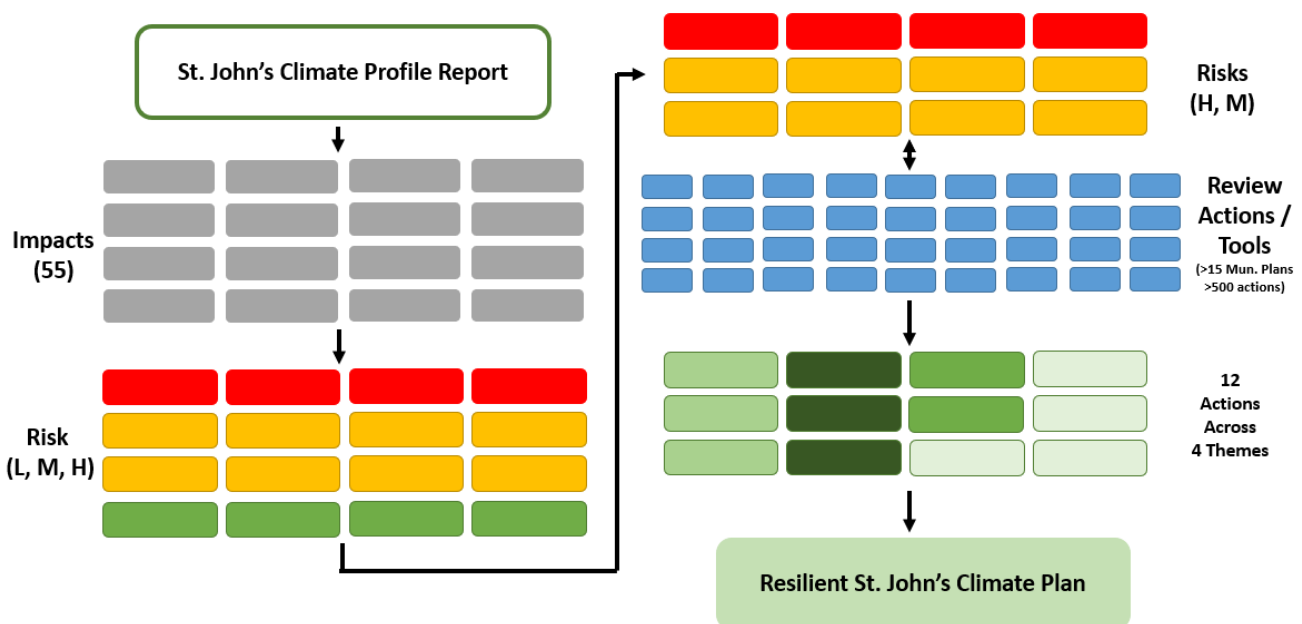 St. John's Climate Profile Report
Impacts
(55)
Risk
(L, M, H)
Risks
(H, M)
Review
Actions /
Tools
(>15 Mun. Plans
>500 actions)
12
Actions
Across
4 Themes
Resilient St. John's Climate Plan